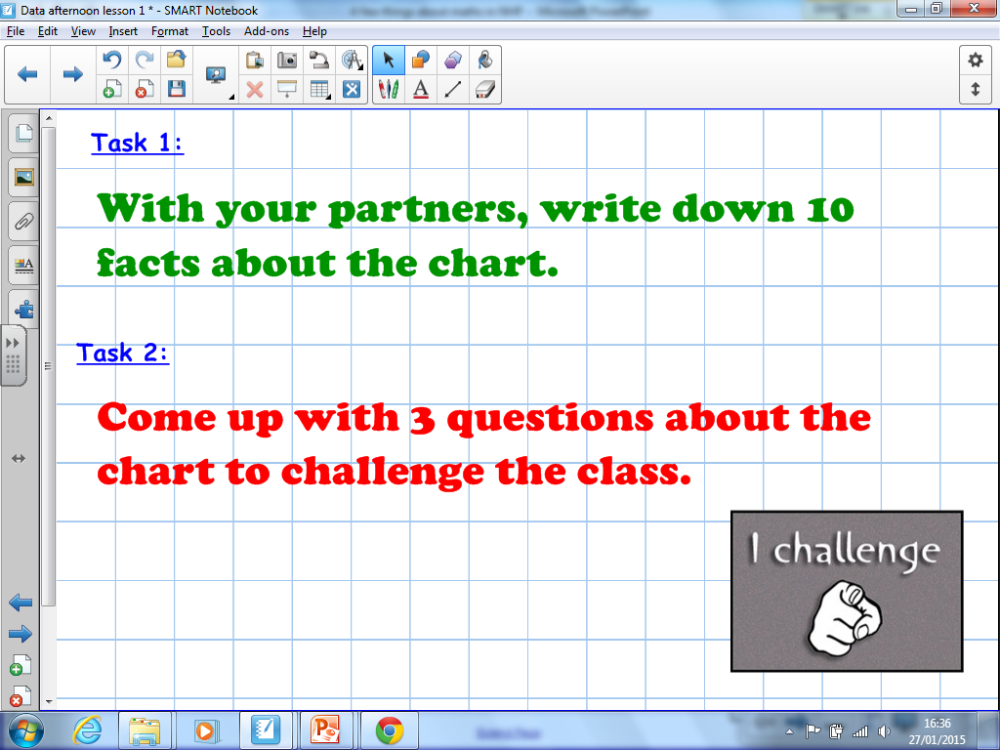 Data afternoon lesson 1 * - SMART Notebook
File Edit View Insert Format Tools Add-ons Help
Task 1:
With your partners, write down 10
facts about the chart.
Task 2:
Come up with 3 questions about the
chart to challenge the class.
I challenge
16:36
27/01/2015